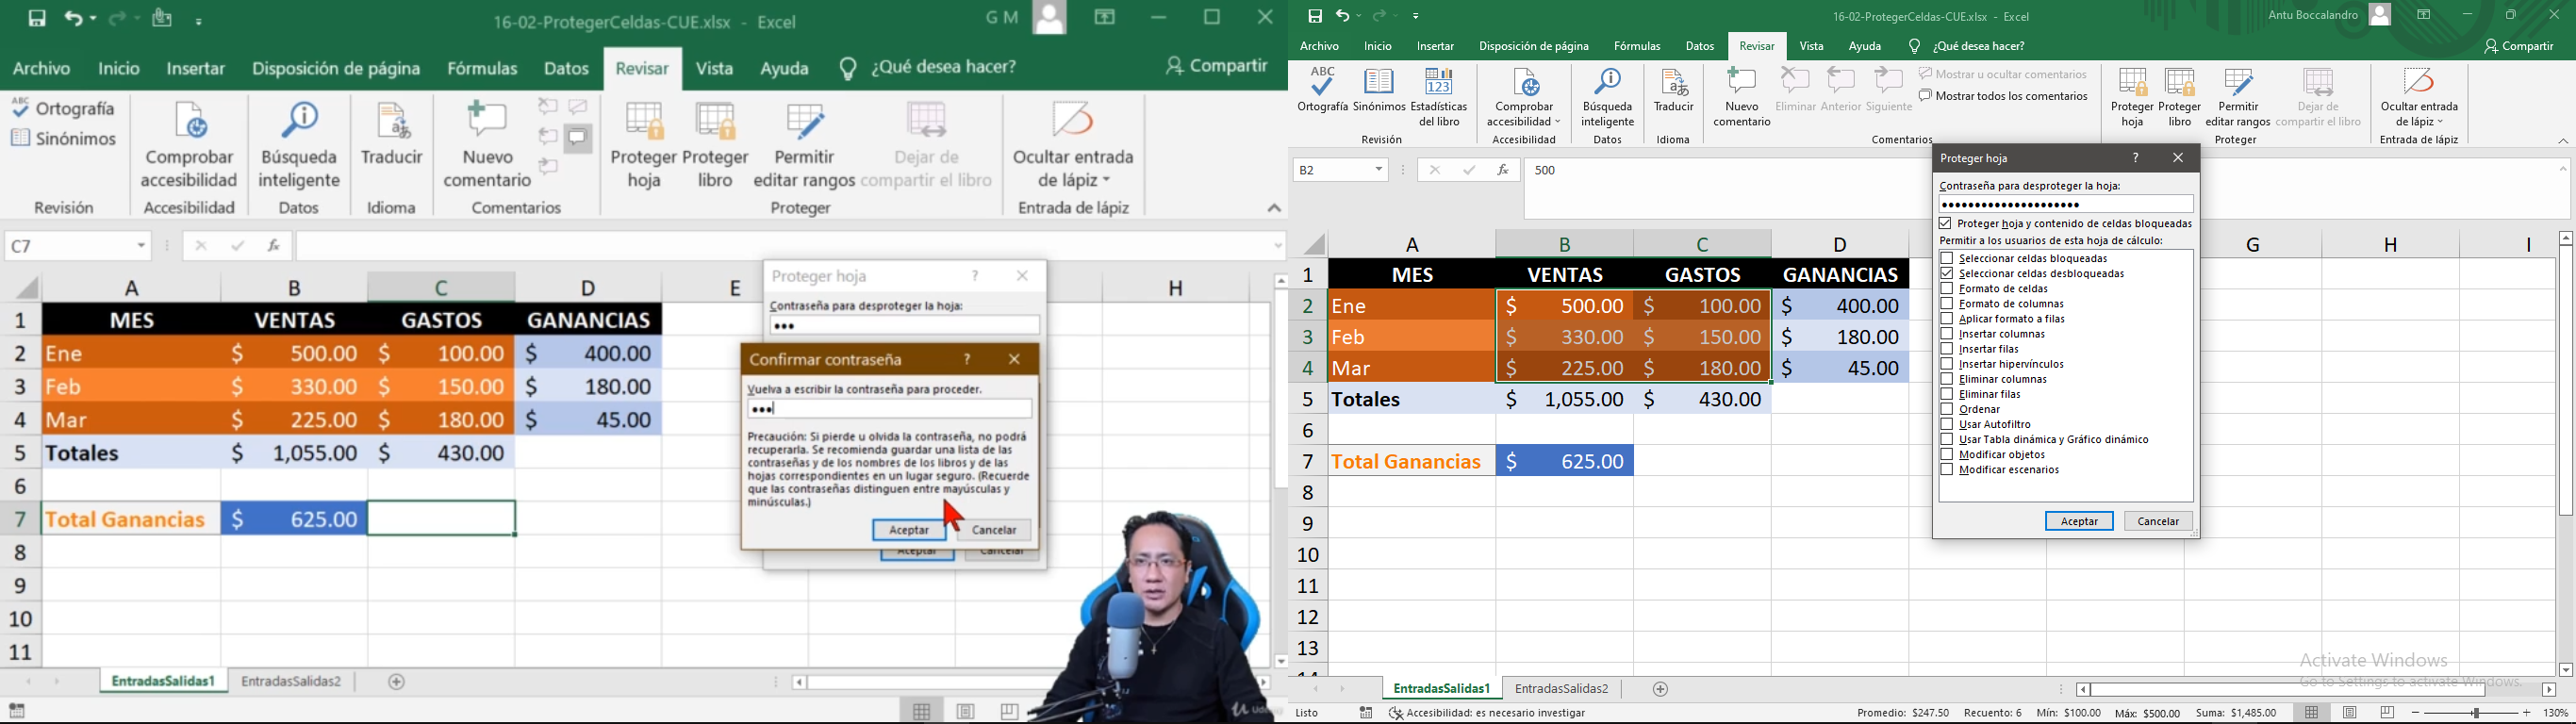 16-02-ProtegerCeldas-CUE.xlsx - Excel
G M
Archivo Inicio Insertar Disposición de página Fórmulas Datos Revisar Vista Ayuda ¿Qué desea hacer? Compartir
ABC Ortografía
Sinónimos
Revisión
Comprobar accesibilidad
Accesibilidad
Búsqueda inteligente
Datos
Traducir
Idioma
Nuevo comentario
Comentarios
Proteger hoja
Proteger libro
Permitir editar rangos
Dejar de compartir el libro
Proteger
Ocultar entrada de lápiz
Entrada de lápiz
C7 fx
A B C D E H
1 MES VENTAS GASTOS GANANCIAS
2 Ene $ 500.00 $ 100.00 $ 400.00
3 Feb $ 330.00 $ 150.00 $ 180.00
4 Mar $ 225.00 $ 180.00 $ 45.00
5 Totales $ 1,055.00 $ 430.00
6
7 Total Ganancias $ 625.00
8
9
10
11
Proteger hoja ?
Contraseña para desproteger la hoja:
•••
Confirmar contraseña ?
Vuelva a escribir la contraseña para proceder.
•••
Precaución: Si pierde u olvida la contraseña, no podrá
recuperarla. Se recomienda guardar una lista de las
contraseñas y de los nombres de los libros y de las
hojas correspondientes en un lugar seguro. (Recuerde
que las contraseñas distinguen entre mayúsculas y
minúsculas.)
Aceptar Cancelar
Aceptar Cancelar
EntradasSalidas1 EntradasSalidas2
16-02-ProtegerCeldas-CUE.xlsx - Excel
Antu Boccalandro
Archivo Inicio Insertar Disposición de página Fórmulas Datos Revisar Vista Ayuda ¿Qué desea hacer? Compartir
ABC
Ortografía
Sinónimos
123
Estadísticas del libro
Revisión
Comprobar accesibilidad
Accesibilidad
Búsqueda inteligente
Datos
Traducir
Idioma
Nuevo comentario
Eliminar Anterior Siguiente
Mostrar u ocultar comentarios
Mostrar todos los comentarios
Comentarios
Proteger hoja
Proteger libro
Permitir editar rangos
Dejar de compartir el libro
Proteger
Ocultar entrada de lápiz
Entrada de lápiz
B2 fx 500
A B C D G H I
1 MES VENTAS GASTOS GANANCIAS
2 Ene $ 500.00 $ 100.00 $ 400.00
3 Feb $ 330.00 $ 150.00 $ 180.00
4 Mar $ 225.00 $ 180.00 $ 45.00
5 Totales $ 1,055.00 $ 430.00
6
7 Total Ganancias $ 625.00
8
9
10
11
12
13
Proteger hoja ?
Contraseña para desproteger la hoja:
Proteger hoja y contenido de celdas bloqueadas
Permitir a los usuarios de esta hoja de cálculo:
Seleccionar celdas bloqueadas
Seleccionar celdas desbloqueadas
Formato de celdas
Formato de columnas
Aplicar formato a filas
Insertar columnas
Insertar filas
Insertar hipervínculos
Eliminar columnas
Eliminar filas
Ordenar
Usar Autofiltro
Usar Tabla dinámica y Gráfico dinámico
Modificar objetos
Modificar escenarios
Aceptar Cancelar
Activate Windows
Go to Settings to activate Windows.
EntradasSalidas1 EntradasSalidas2
Listo Accesibilidad: es necesario investigar Promedio: $247.50 Recuento: 6 Mín: $100.00 Máx: $500.00 Suma: $1,485.00 130%